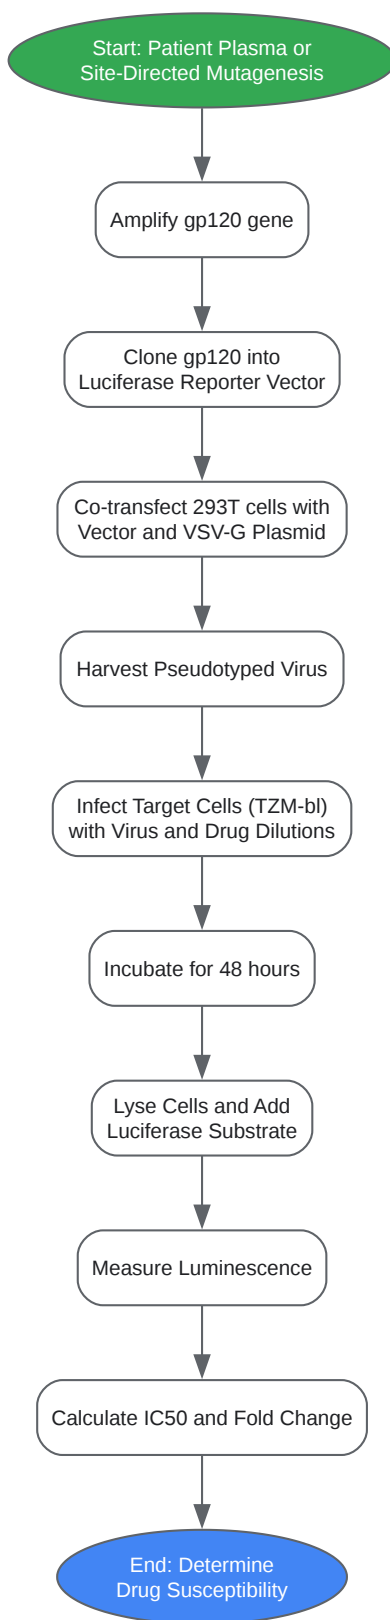 Start: Patient Plasma or
Site-Directed Mutagenesis
Amplify gp120 gene
Clone gp120 into
Luciferase Reporter Vector
Co-transfect 293T cells with
Vector and VSV-G Plasmid
Harvest Pseudotyped Virus
Infect Target Cells (TZM-bl)
with Virus and Drug Dilutions
Incubate for 48 hours
Lyse Cells and Add
Luciferase Substrate
Measure Luminescence
Calculate IC50 and Fold Change
End: Determine
Drug Susceptibility